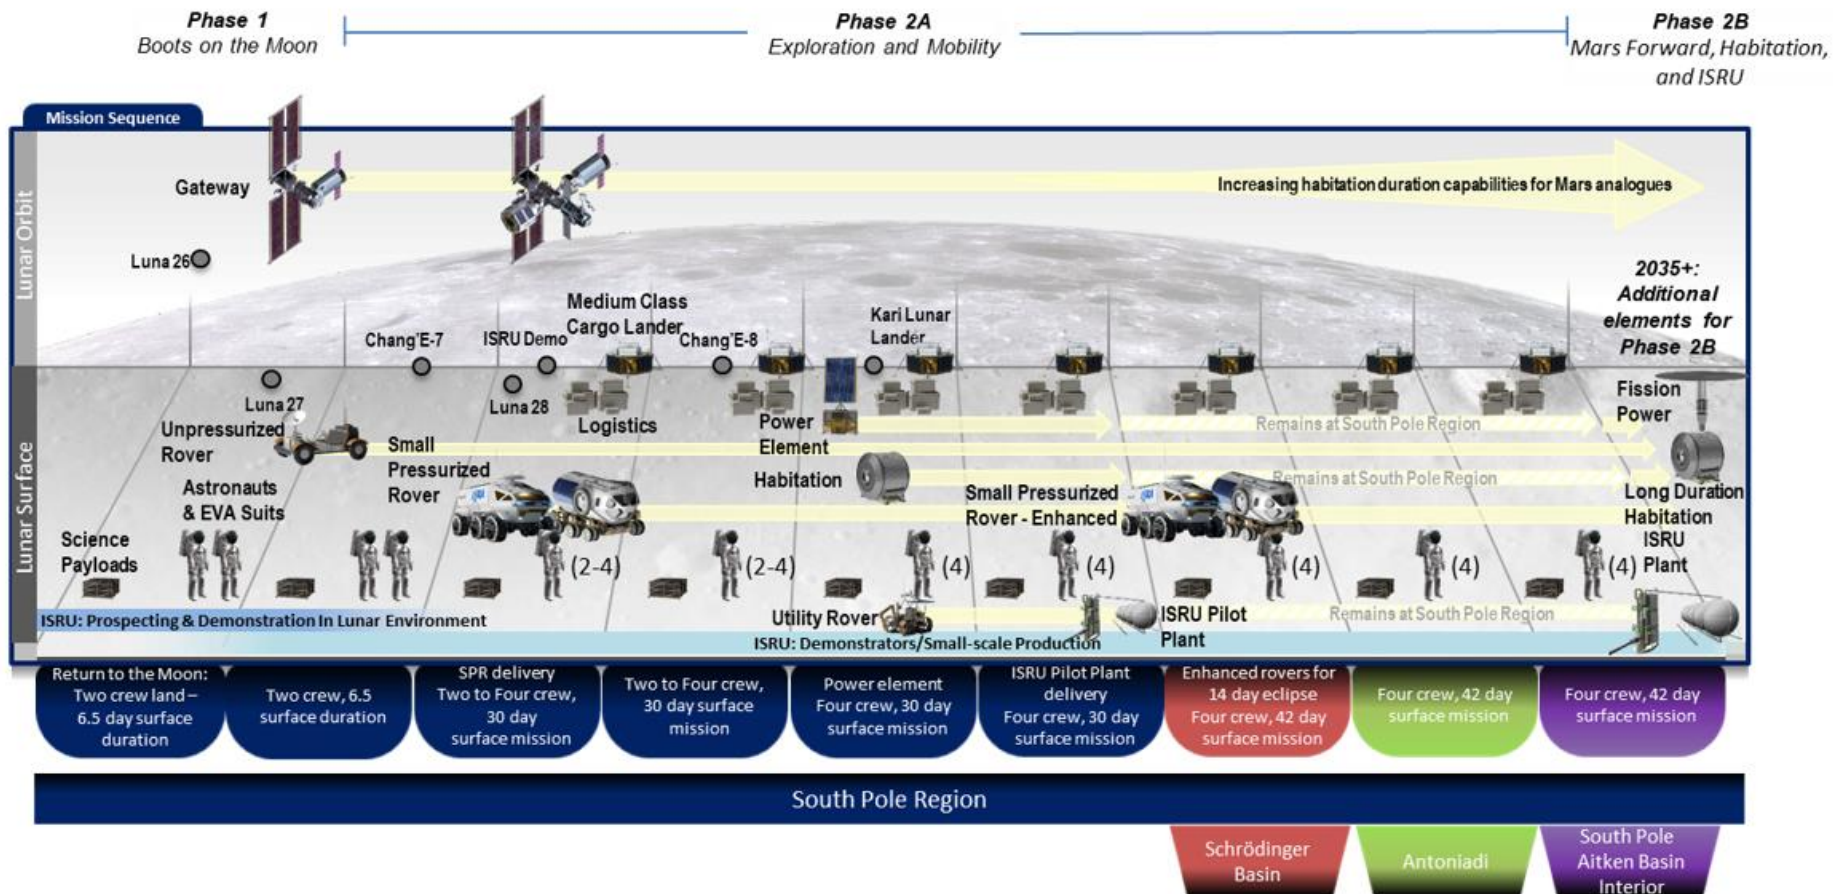 Phase 1
Boots on the Moon
Phase 2A
Exploration and Mobility
Phase 2B
Mars Forward, Habitation,
and ISRU
Mission Sequence
Lunar Orbit
Gateway
Increasing habitation duration capabilities for Mars analogues
Luna 26
2035+:
Additional
elements for
Phase 2B
Medium Class
Cargo Lander
Kari Lunar
Lander
Chang'E-7
ISRU Demo
Chang'E-8
Lunar Surface
Luna 27
Luna 28
Fission
Power
Unpressurized
Rover
Logistics
Power
Element
Remains at South Pole Region
Small
Pressurized
Rover
Habitation
Remains at South Pole Region
Astronauts
& EVA Suits
Small Pressurized
Rover - Enhanced
Long Duration
Habitation
Science
Payloads
ISRU
Plant
(2-4)
(2-4)
(4)
(4)
(4)
(4)
(4)
ISRU: Prospecting & Demonstration In Lunar Environment
Utility Rover
ISRU Pilot
Plant
Remains at South Pole Region
ISRU: Demonstrators/Small-scale Production
Return to the Moon:
Two crew land –
6.5 day surface
duration
Two crew, 6.5
surface duration
SPR delivery
Two to Four crew,
30 day
surface mission
Two to Four crew,
30 day surface
mission
Power element
Four crew, 30 day
surface mission
ISRU Pilot Plant
delivery
Four crew, 30 day
surface mission
Enhanced rovers for
14 day eclipse
Four crew, 42 day
surface mission
Four crew, 42 day
surface mission
Four crew, 42 day
surface mission
South Pole Region
Schrödinger
Basin
Antoniadi
South Pole
Aitken Basin
Interior